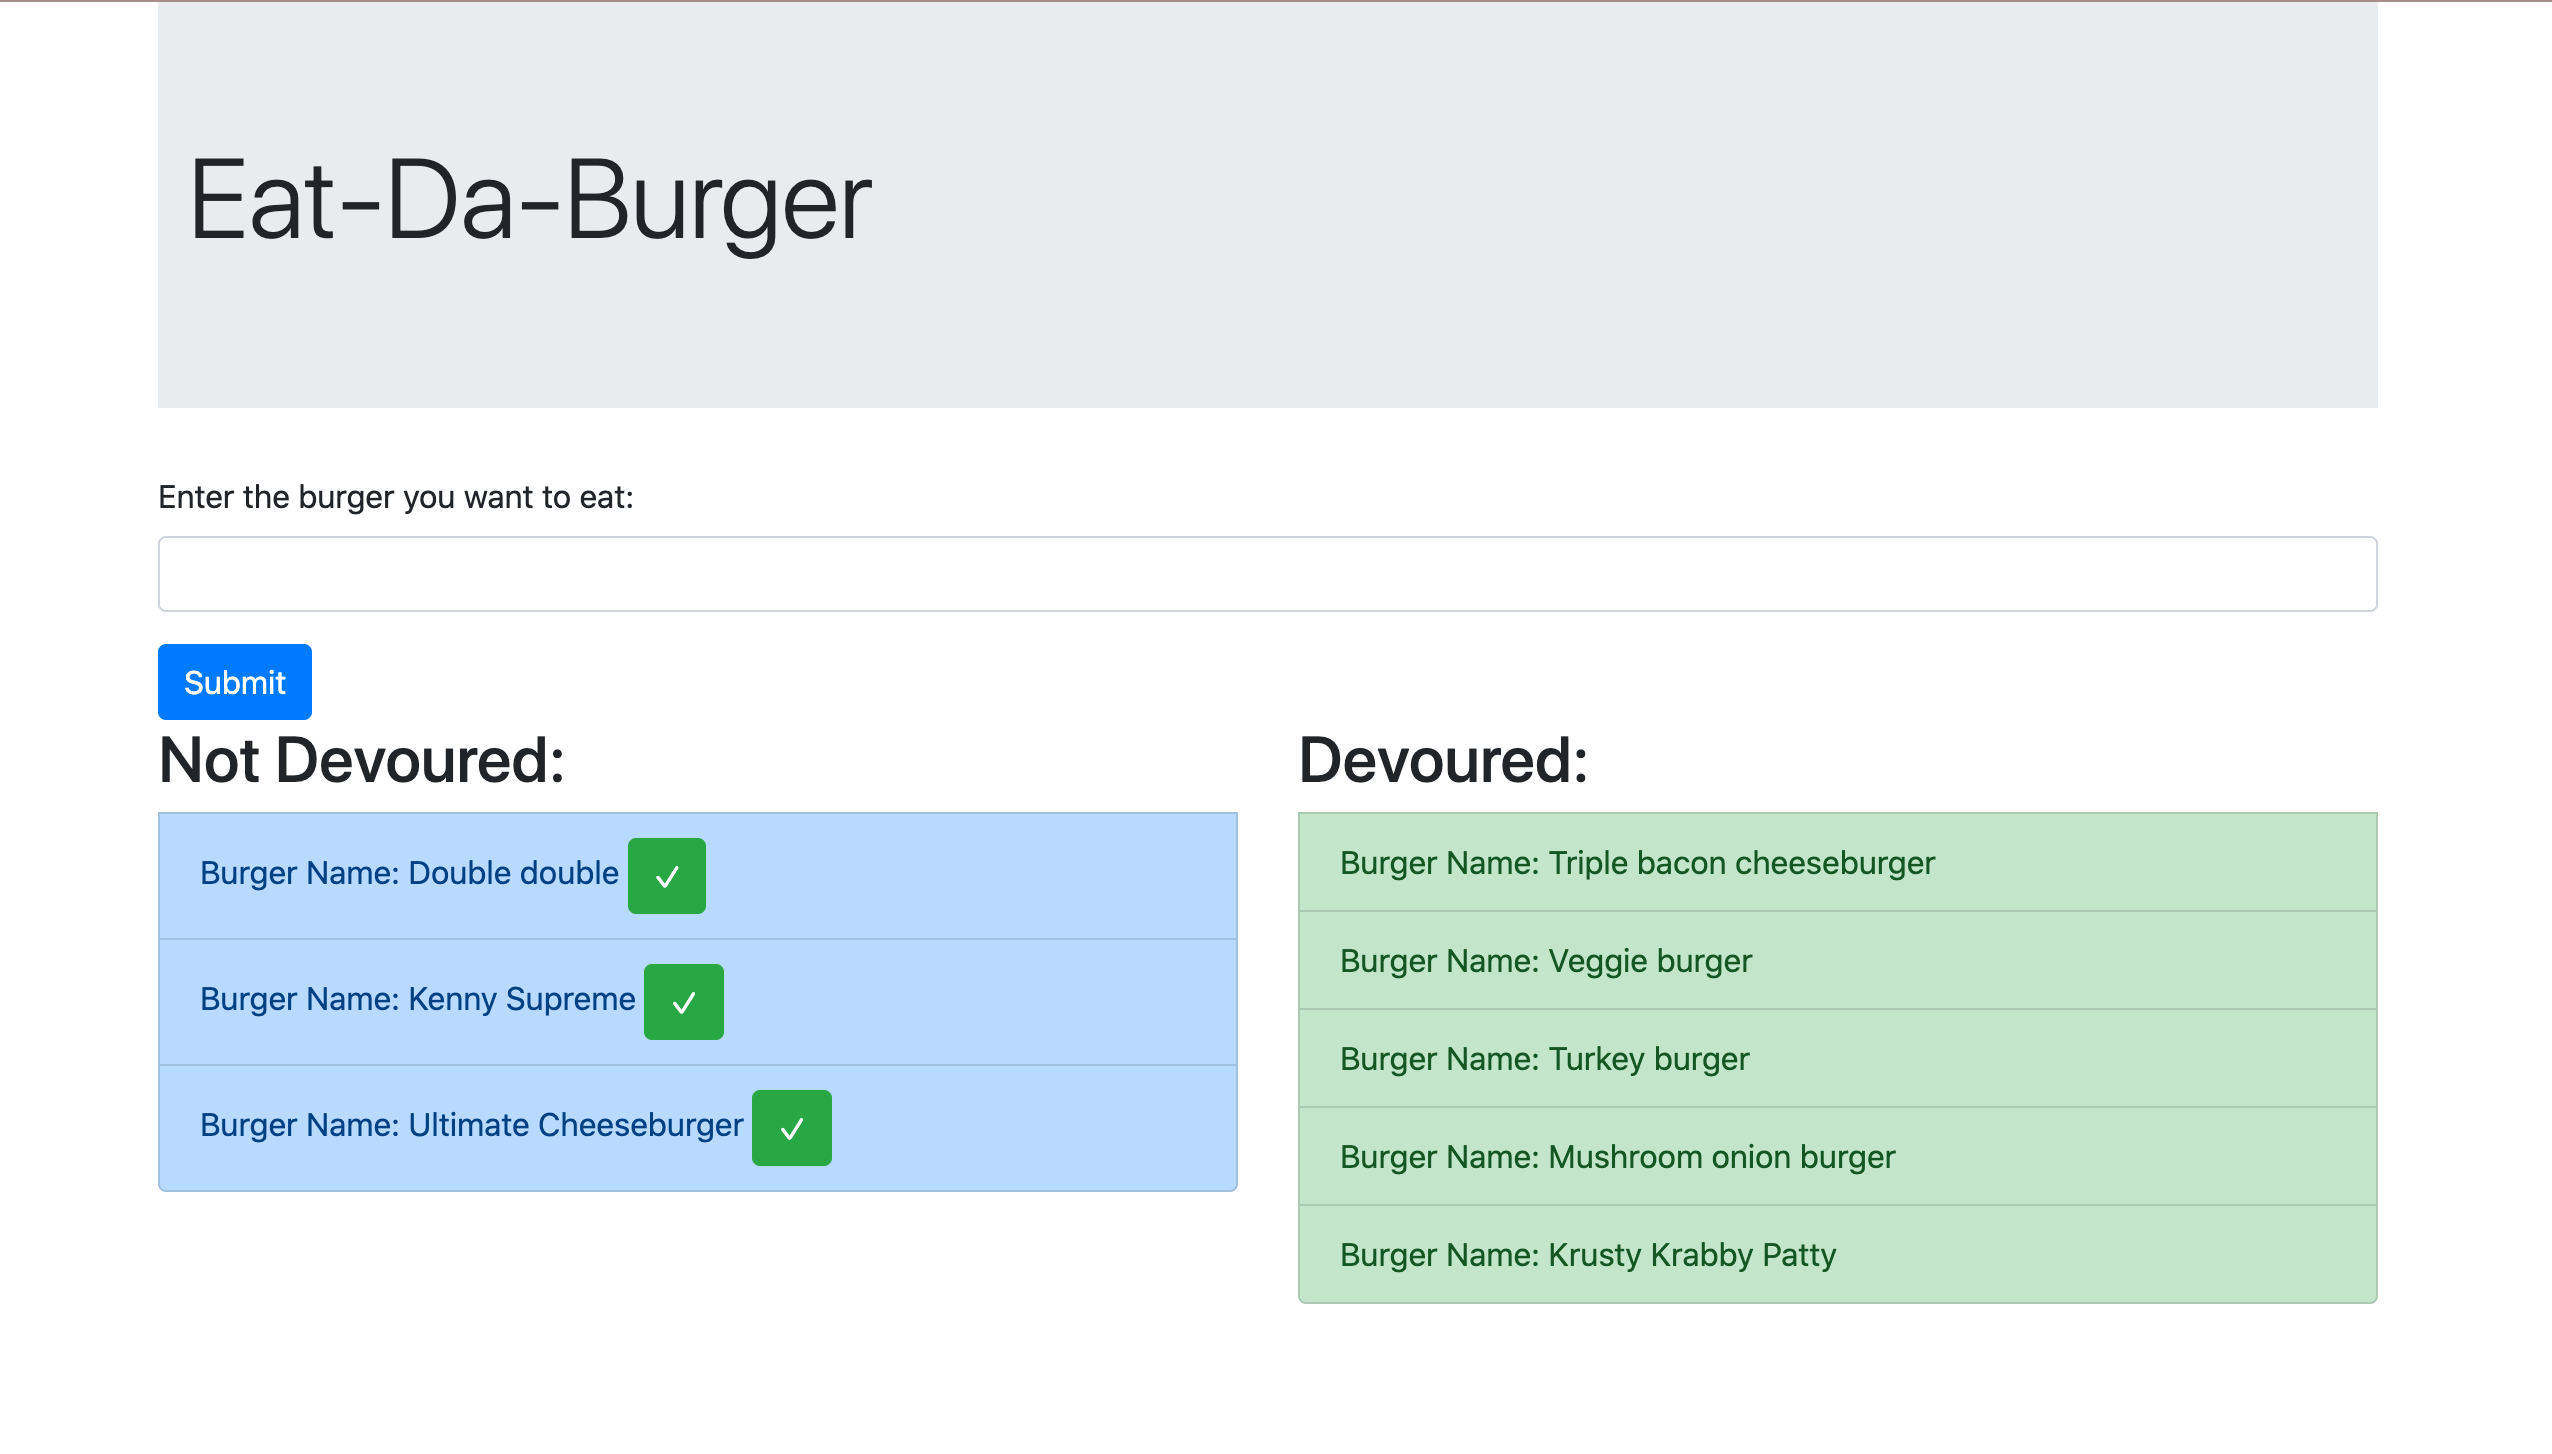 Eat-Da-Burger
Enter the burger you want to eat:
Submit
Not Devoured:
Burger Name: Double double ✓
Burger Name: Kenny Supreme ✓
Burger Name: Ultimate Cheeseburger ✓
Devoured:
Burger Name: Triple bacon cheeseburger
Burger Name: Veggie burger
Burger Name: Turkey burger
Burger Name: Mushroom onion burger
Burger Name: Krusty Krabby Patty